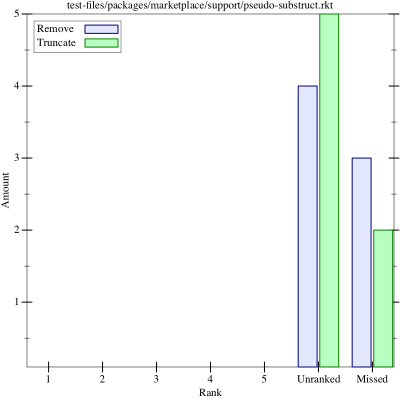 test-files/packages/marketplace/support/pseudo-substruct.rkt
Remove
Truncate
Amount
5
4
3
2
1
1 2 3 4 5 Unranked Missed
Rank